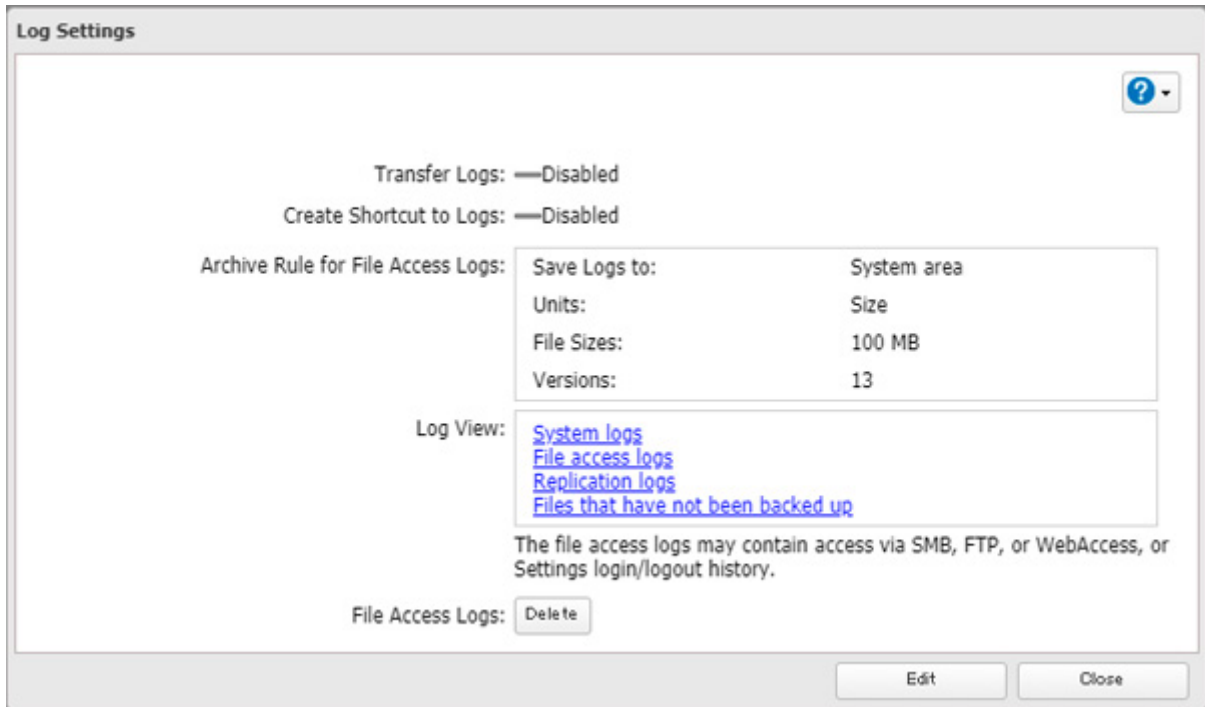 Log Settings
?
Transfer Logs: Disabled
Create Shortcut to Logs: Disabled
Archive Rule for File Access Logs: Save Logs to: System area
Units: Size
File Sizes: 100 MB
Versions: 13
Log View: System logs
File access logs
Replication logs
Files that have not been backed up
The file access logs may contain access via SMB, FTP, or WebAccess, or
Settings login/logout history.
File Access Logs: Delete
Edit Close